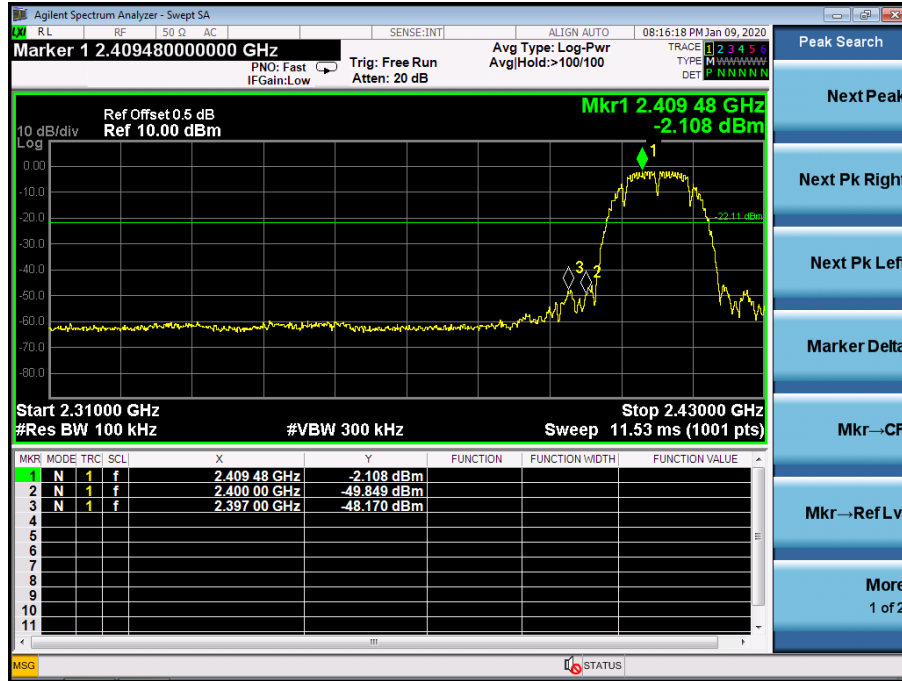 Agilent Spectrum Analyzer - Swept SA
LXI RL RF 50 Ω AC SENSE:INT ALIGN AUTO 08:16:18 PM Jan 09, 2020
Marker 1 2.409480000000 GHz
PNO: Fast
IFGain:Low
Trig: Free Run
Atten: 20 dB
Avg Type: Log-Pwr
Avg|Hold:>100/100
TRACE 1 2 3 4 5 6
TYPE M WWWWW
DET P N N N N N
Peak Search
Mkr1 2.409 48 GHz
-2.108 dBm
Ref Offset 0.5 dB
10 dB/div Ref 10.00 dBm
Log
1
0.00
-10.0
-20.0
-22.11 dBm
-30.0
-40.0
3 2
-50.0
-60.0
-70.0
-80.0
Start 2.31000 GHz Stop 2.43000 GHz
#Res BW 100 kHz #VBW 300 kHz Sweep 11.53 ms (1001 pts)
MKR MODE TRC SCL X Y FUNCTION FUNCTION WIDTH FUNCTION VALUE
1 N 1 f 2.409 48 GHz -2.108 dBm
2 N 1 f 2.400 00 GHz -49.849 dBm
3 N 1 f 2.397 00 GHz -48.170 dBm
4
5
6
7
8
9
10
11
MSG STATUS
Next Peak
Next Pk Right
Next Pk Left
Marker Delta
Mkr→CF
Mkr→Ref Lv
More
1 of 2